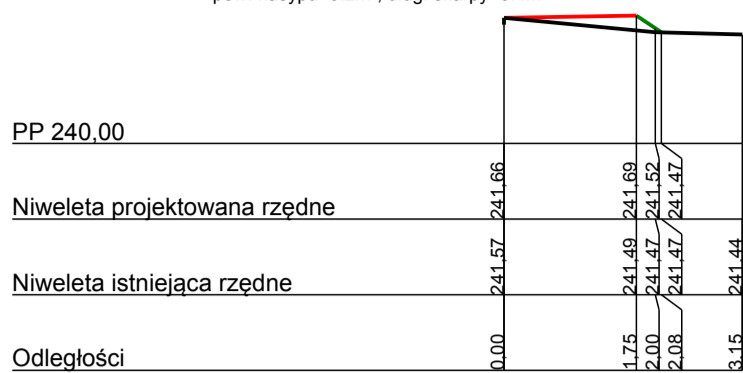 PP 240,00
Niweleta projektowana rzędne 241,66 241,69 241,52 241,47
Niweleta istniejąca rzędne 241,57 241,49 241,47 241,47 241,44
Odległości 0,00 1,75 2,00 2,08 3,15